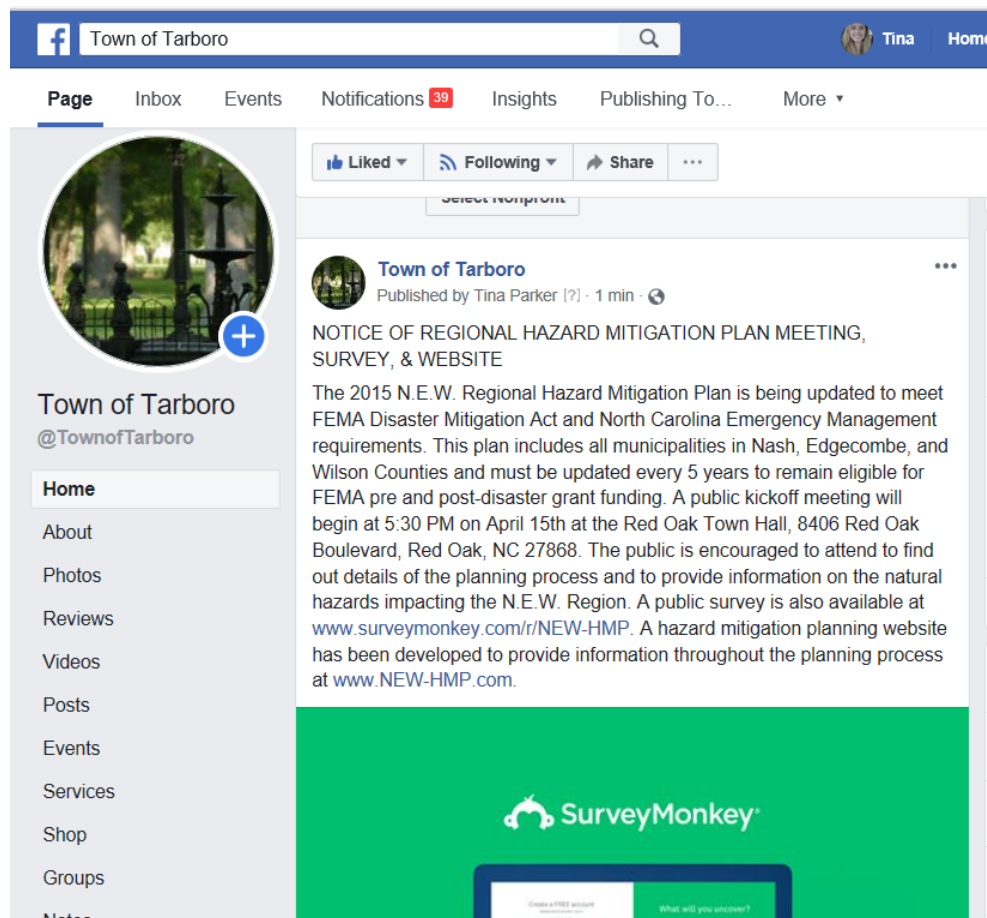 Town of Tarboro
Tina
Home
Page
Inbox
Events
Notifications 39
Insights
Publishing To...
More
Liked
Following
Share
Select Nonprofit
Town of Tarboro
Published by Tina Parker [?] · 1 min ·
NOTICE OF REGIONAL HAZARD MITIGATION PLAN MEETING,
SURVEY, & WEBSITE
The 2015 N.E.W. Regional Hazard Mitigation Plan is being updated to meet
FEMA Disaster Mitigation Act and North Carolina Emergency Management
requirements. This plan includes all municipalities in Nash, Edgecombe, and
Wilson Counties and must be updated every 5 years to remain eligible for
FEMA pre and post-disaster grant funding. A public kickoff meeting will
begin at 5:30 PM on April 15th at the Red Oak Town Hall, 8406 Red Oak
Boulevard, Red Oak, NC 27868. The public is encouraged to attend to find
out details of the planning process and to provide information on the natural
hazards impacting the N.E.W. Region. A public survey is also available at
www.surveymonkey.com/r/NEW-HMP. A hazard mitigation planning website
has been developed to provide information throughout the planning process
at www.NEW-HMP.com.
Town of Tarboro
@TownofTarboro
Home
About
Photos
Reviews
Videos
Posts
Events
Services
Shop
Groups
Notes
SurveyMonkey
Create a FREE account
What will you uncover?